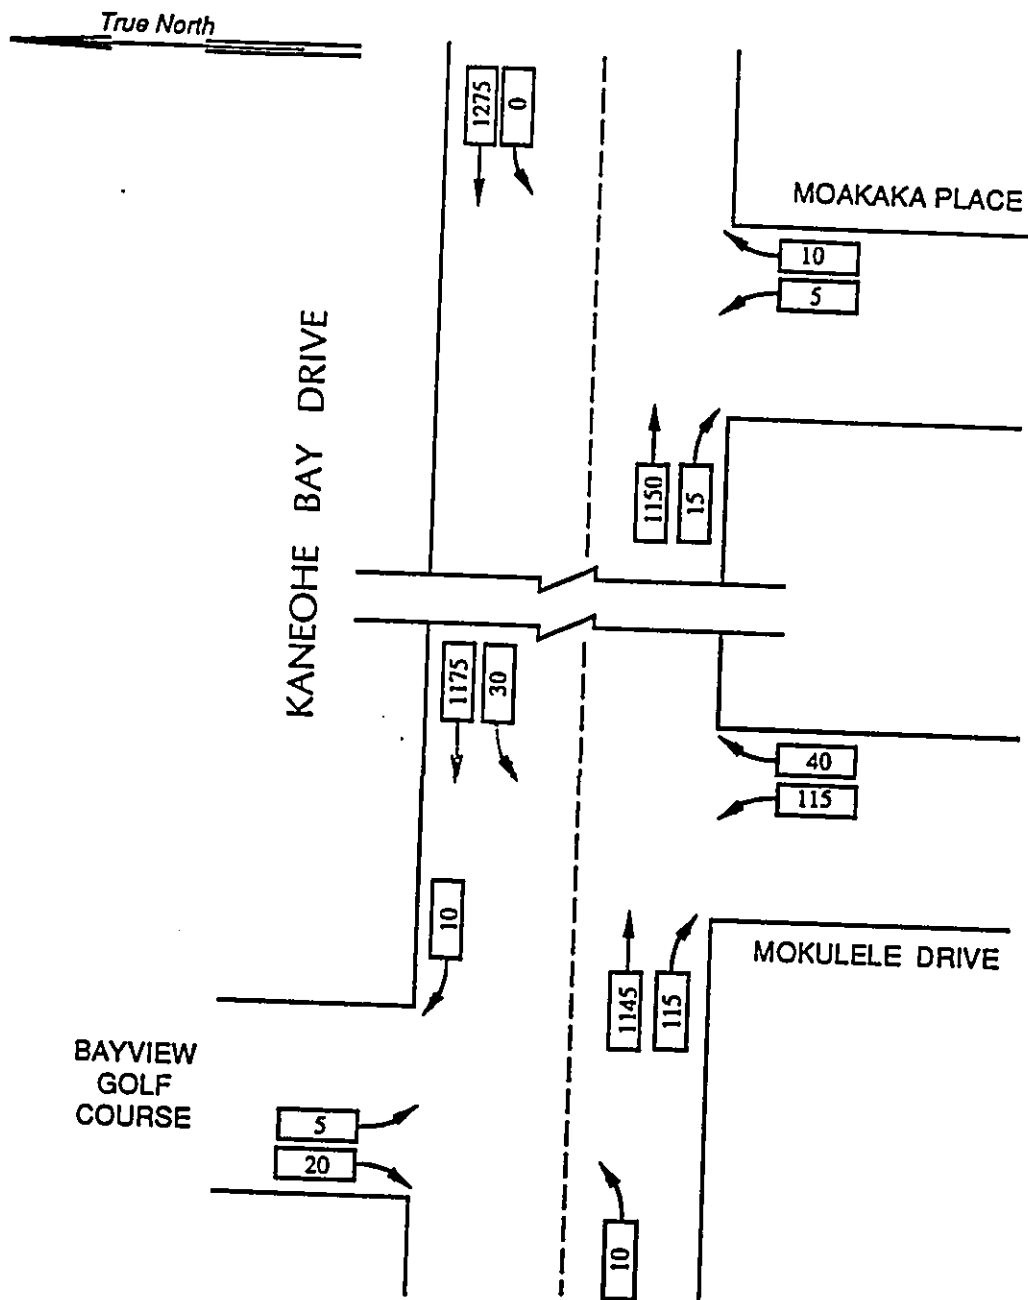 True North
1275
0
MOAKAKA PLACE
10
5
KANEOHE BAY DRIVE
1150
15
1175
30
40
115
10
1145
115
MOKULELE DRIVE
BAYVIEW
GOLF
COURSE
5
20
10